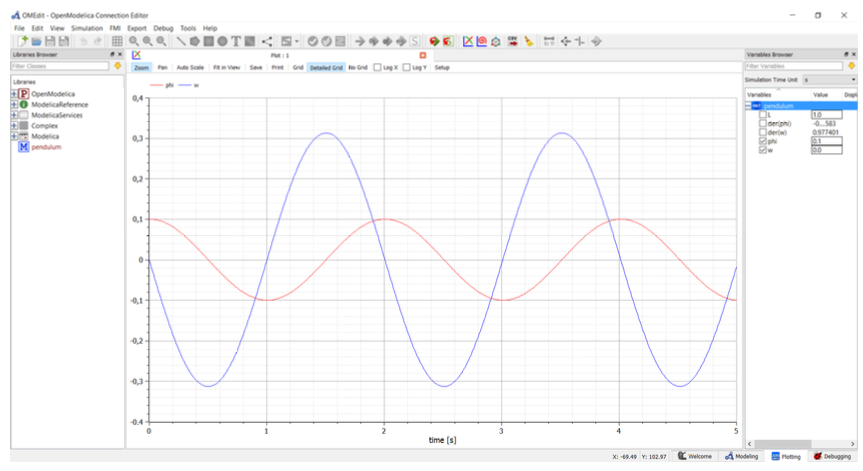 OMEdit - OpenModelica Connection Editor
File Edit View Simulation FMI Export Debug Tools Help
Libraries Browser
Filter Classes
Libraries
OpenModelica
ModelicaReference
ModelicaServices
Complex
Modelica
pendulum
Plot : 1
Zoom Pan Auto Scale Fit in View Save Print Grid Detailed Grid No Grid Log X Log Y Setup
phi w
0,4
0,3
0,2
0,1
0
-0,1
-0,2
-0,3
-0,4
0 1 2 3 4 5
time [s]
Variables Browser
Filter Variables
Simulation Time Unit s
Variables Value Displ
pendulum
L 1.0
der(phi) -0...583
der(w) 0.977401
phi 0.1
w 0.0
X: -69.49 Y: 102.97 Welcome Modeling Plotting Debugging